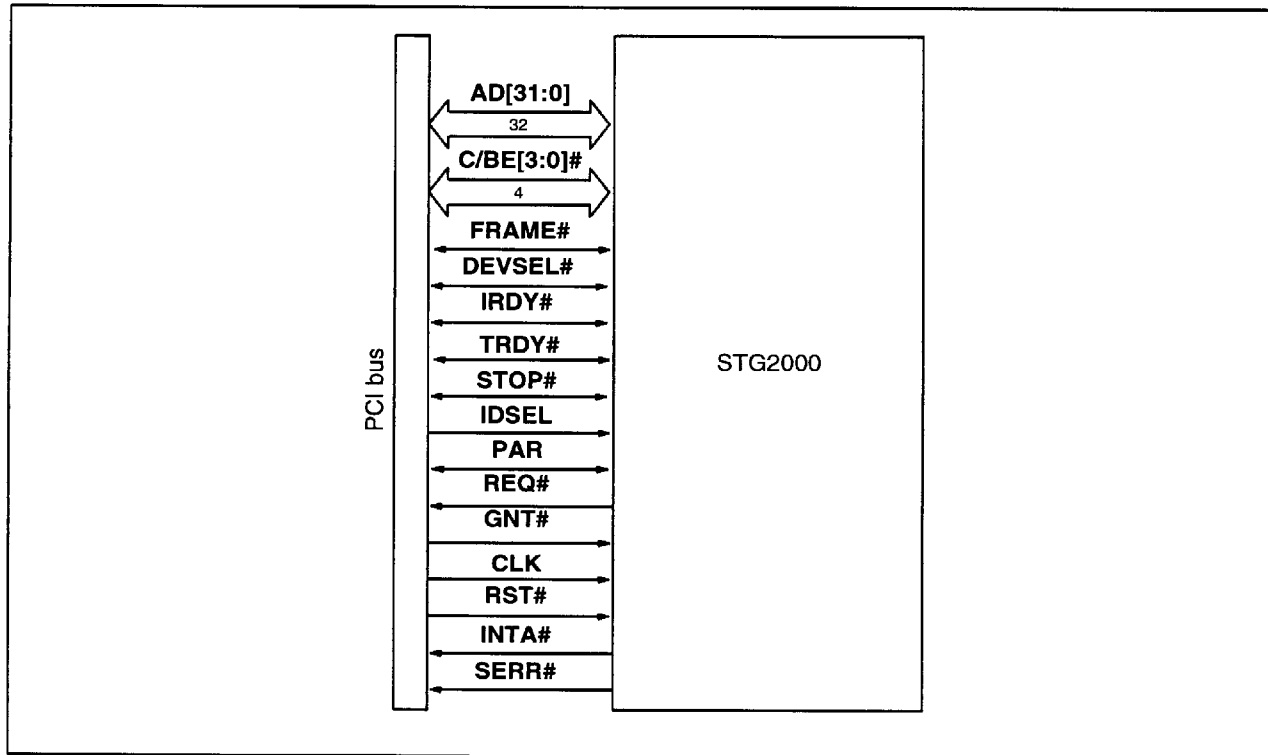 AD[31:0]
32
C/BE[3:0]#
4
FRAME#
DEVSEL#
IRDY#
TRDY#
STOP#
IDSEL
PAR
REQ#
GNT#
CLK
RST#
INTA#
SERR#
PCI bus
STG2000